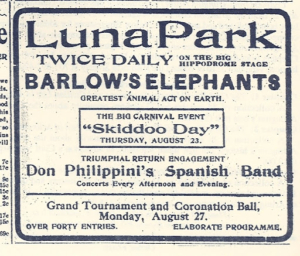 Luna Park
TWICE DAILY ON THE BIG HIPPODROME STAGE
BARLOW'S ELEPHANTS
GREATEST ANIMAL ACT ON EARTH.
THE BIG CARNIVAL EVENT
"Skiddoo Day"
THURSDAY, AUGUST 23.
TRIUMPHAL RETURN ENGAGEMENT
Don Philippini's Spanish Band
Concerts Every Afternoon and Evening.
Grand Tournament and Coronation Ball,
Monday, August 27.
OVER FORTY ENTRIES. ELABORATE PROGRAMME.